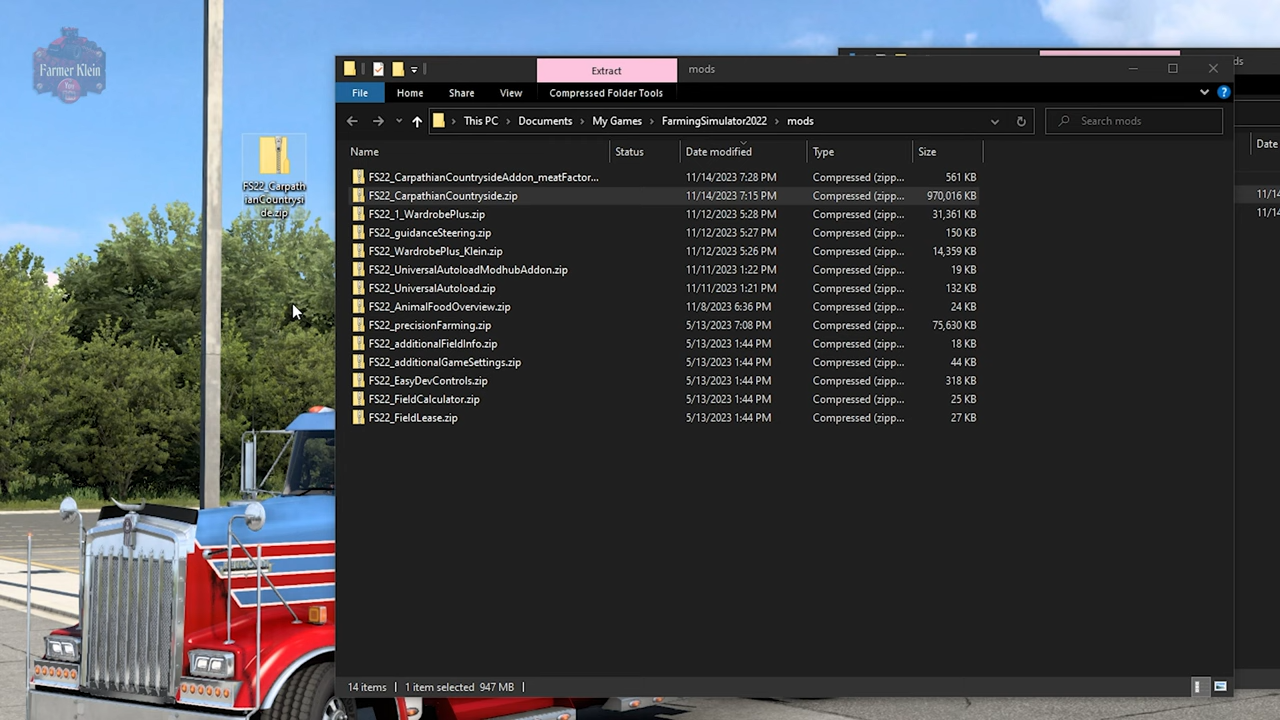 Farmer Klein
FS22_Carpath
ianCountrysi
de.zip
Extract
mods
File
Home
Share
View
Compressed Folder Tools
This PC > Documents > My Games > FarmingSimulator2022 > mods
Search mods
Name
Status
Date modified
Type
Size
FS22_CarpathianCountrysideAddon_meatFactor... 11/14/2023 7:28 PM Compressed (zipp... 561 KB
FS22_CarpathianCountryside.zip 11/14/2023 7:15 PM Compressed (zipp... 970,016 KB
FS22_1_WardrobePlus.zip 11/12/2023 5:28 PM Compressed (zipp... 31,361 KB
FS22_guidanceSteering.zip 11/12/2023 5:27 PM Compressed (zipp... 150 KB
FS22_WardrobePlus_Klein.zip 11/12/2023 5:26 PM Compressed (zipp... 14,359 KB
FS22_UniversalAutoloadModhubAddon.zip 11/11/2023 1:22 PM Compressed (zipp... 19 KB
FS22_UniversalAutoload.zip 11/11/2023 1:21 PM Compressed (zipp... 132 KB
FS22_AnimalFoodOverview.zip 11/8/2023 6:36 PM Compressed (zipp... 24 KB
FS22_precisionFarming.zip 5/13/2023 7:08 PM Compressed (zipp... 75,630 KB
FS22_additionalFieldInfo.zip 5/13/2023 1:44 PM Compressed (zipp... 18 KB
FS22_additionalGameSettings.zip 5/13/2023 1:44 PM Compressed (zipp... 44 KB
FS22_EasyDevControls.zip 5/13/2023 1:44 PM Compressed (zipp... 318 KB
FS22_FieldCalculator.zip 5/13/2023 1:44 PM Compressed (zipp... 25 KB
FS22_FieldLease.zip 5/13/2023 1:44 PM Compressed (zipp... 27 KB
14 items
1 item selected 947 MB
ds
Date
11/14
11/14